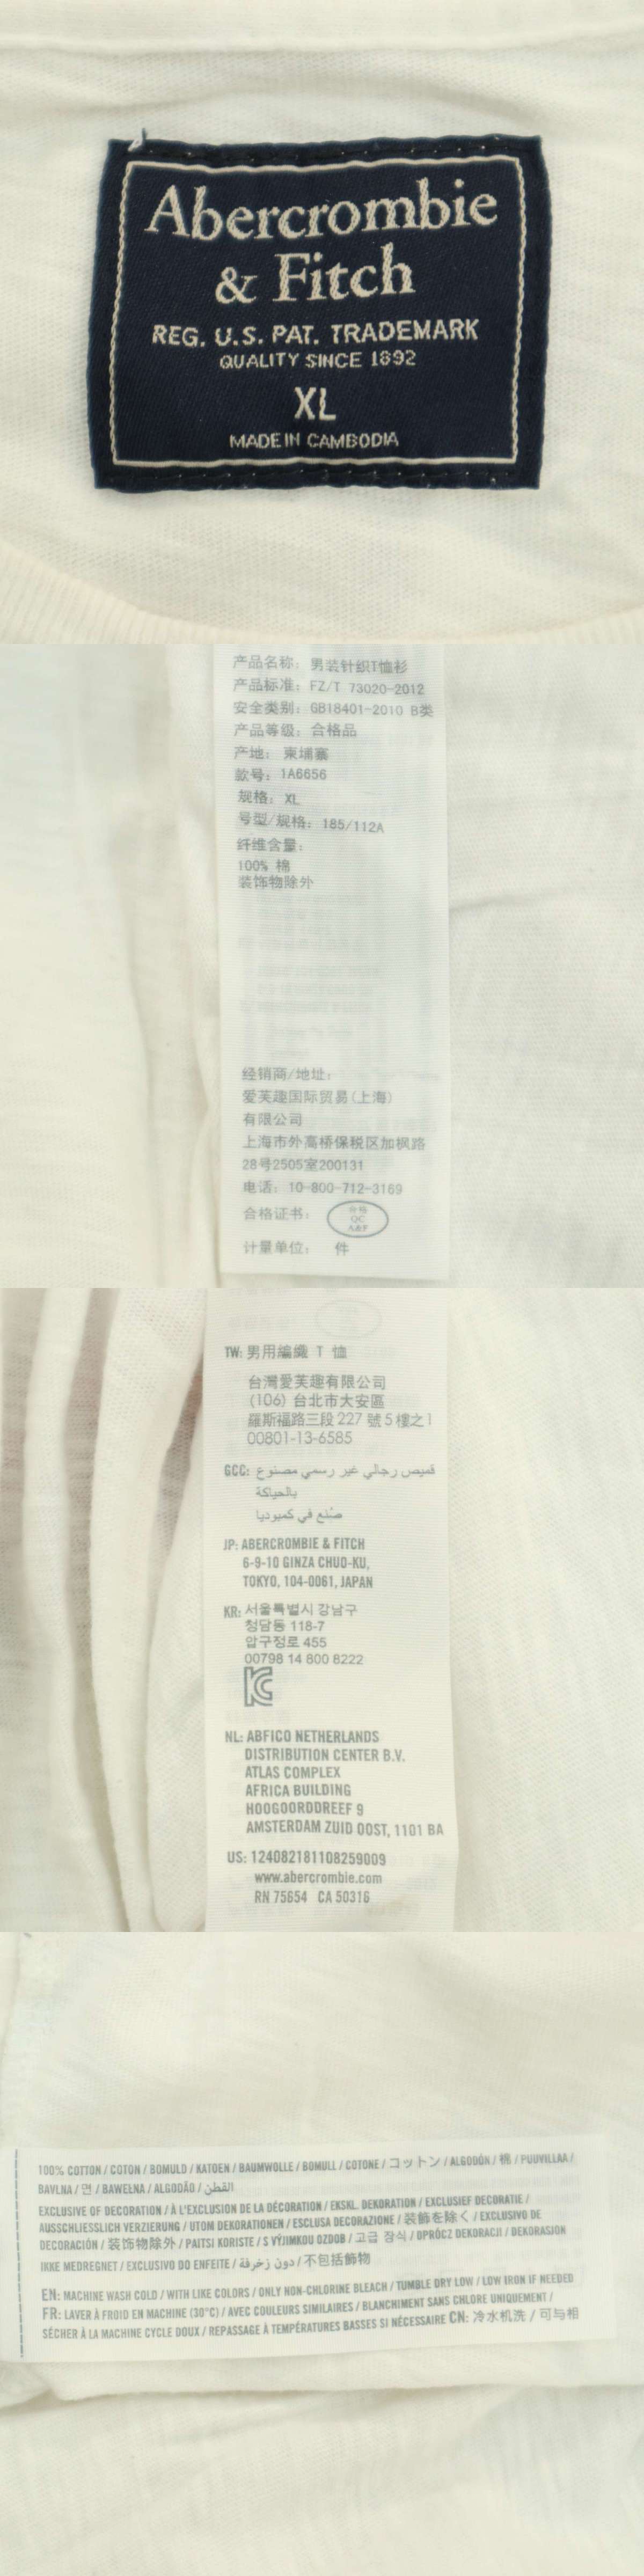 Abercrombie
& Fitch
REG. U.S. PAT. TRADEMARK
QUALITY SINCE 1892
XL
MADE IN CAMBODIA
产品名称：男装针织T恤衫
产品标准：FZ/T 73020-2012
安全类别：GB18401-2010 B类
产品等级：合格品
产地：柬埔寨
款号：1A6656
规格：XL
号型/规格：185/112A
纤维含量：
100% 棉
装饰物除外
经销商/地址：
爱芙趣国际贸易(上海)
有限公司
上海市外高桥保税区加枫路
28号2505室200131
电话：10-800-712-3169
合格证书：
合格
QC
A&F
计量单位： 件
TW: 男用編織 T 恤
台灣愛芙趣有限公司
(106) 台北市大安區
羅斯福路三段 227 號 5 樓之1
00801-13-6585
GCC: قميص رجالي غير رسمي مصنوع
بالحياكة
صُنع في كمبوديا
JP: ABERCROMBIE & FITCH
6-9-10 GINZA CHUO-KU,
TOKYO, 104-0061, JAPAN
KR: 서울특별시 강남구
청담동 118-7
압구정로 455
00798 14 800 8222
NL: ABFICO NETHERLANDS
DISTRIBUTION CENTER B.V.
ATLAS COMPLEX
AFRICA BUILDING
HOOGOORDDREEF 9
AMSTERDAM ZUID OOST, 1101 BA
US: 124082181108259009
www.abercrombie.com
RN 75654 CA 50316
100% COTTON / COTON / BOMULD / KATOEN / BAUMWOLLE / BOMULL / COTONE / コットン / ALGODÓN / 棉 / PUUVILLAA /
BAVLNA / 면 / BAWEŁNA / ALGODÃO / القطن
EXCLUSIVE OF DECORATION / À L'EXCLUSION DE LA DÉCORATION / EKSKL. DEKORATION / EXCLUSIEF DECORATIE /
AUSSCHLIESSLICH VERZIERUNG / UTOM DEKORATIONEN / ESCLUSA DECORAZIONE / 装飾を除く / EXCLUSIVO DE
DECORACIÓN / 装饰物除外 / PAITSI KORISTE / S VÝJIMKOU OZDOB / 고급 장식 / OPRÓCZ DEKORACJI / DEKORASJON
IKKE MEDREGNET / EXCLUSIVO DO ENFEITE / دون زخرفة / 不包括飾物
EN: MACHINE WASH COLD / WITH LIKE COLORS / ONLY NON-CHLORINE BLEACH / TUMBLE DRY LOW / LOW IRON IF NEEDED
FR: LAVER À FROID EN MACHINE (30°C) / AVEC COULEURS SIMILAIRES / BLANCHIMENT SANS CHLORE UNIQUEMENT /
SÉCHER À LA MACHINE CYCLE DOUX / REPASSAGE À TEMPÉRATURES BASSES SI NÉCESSAIRE CN: 冷水机洗 / 可与相